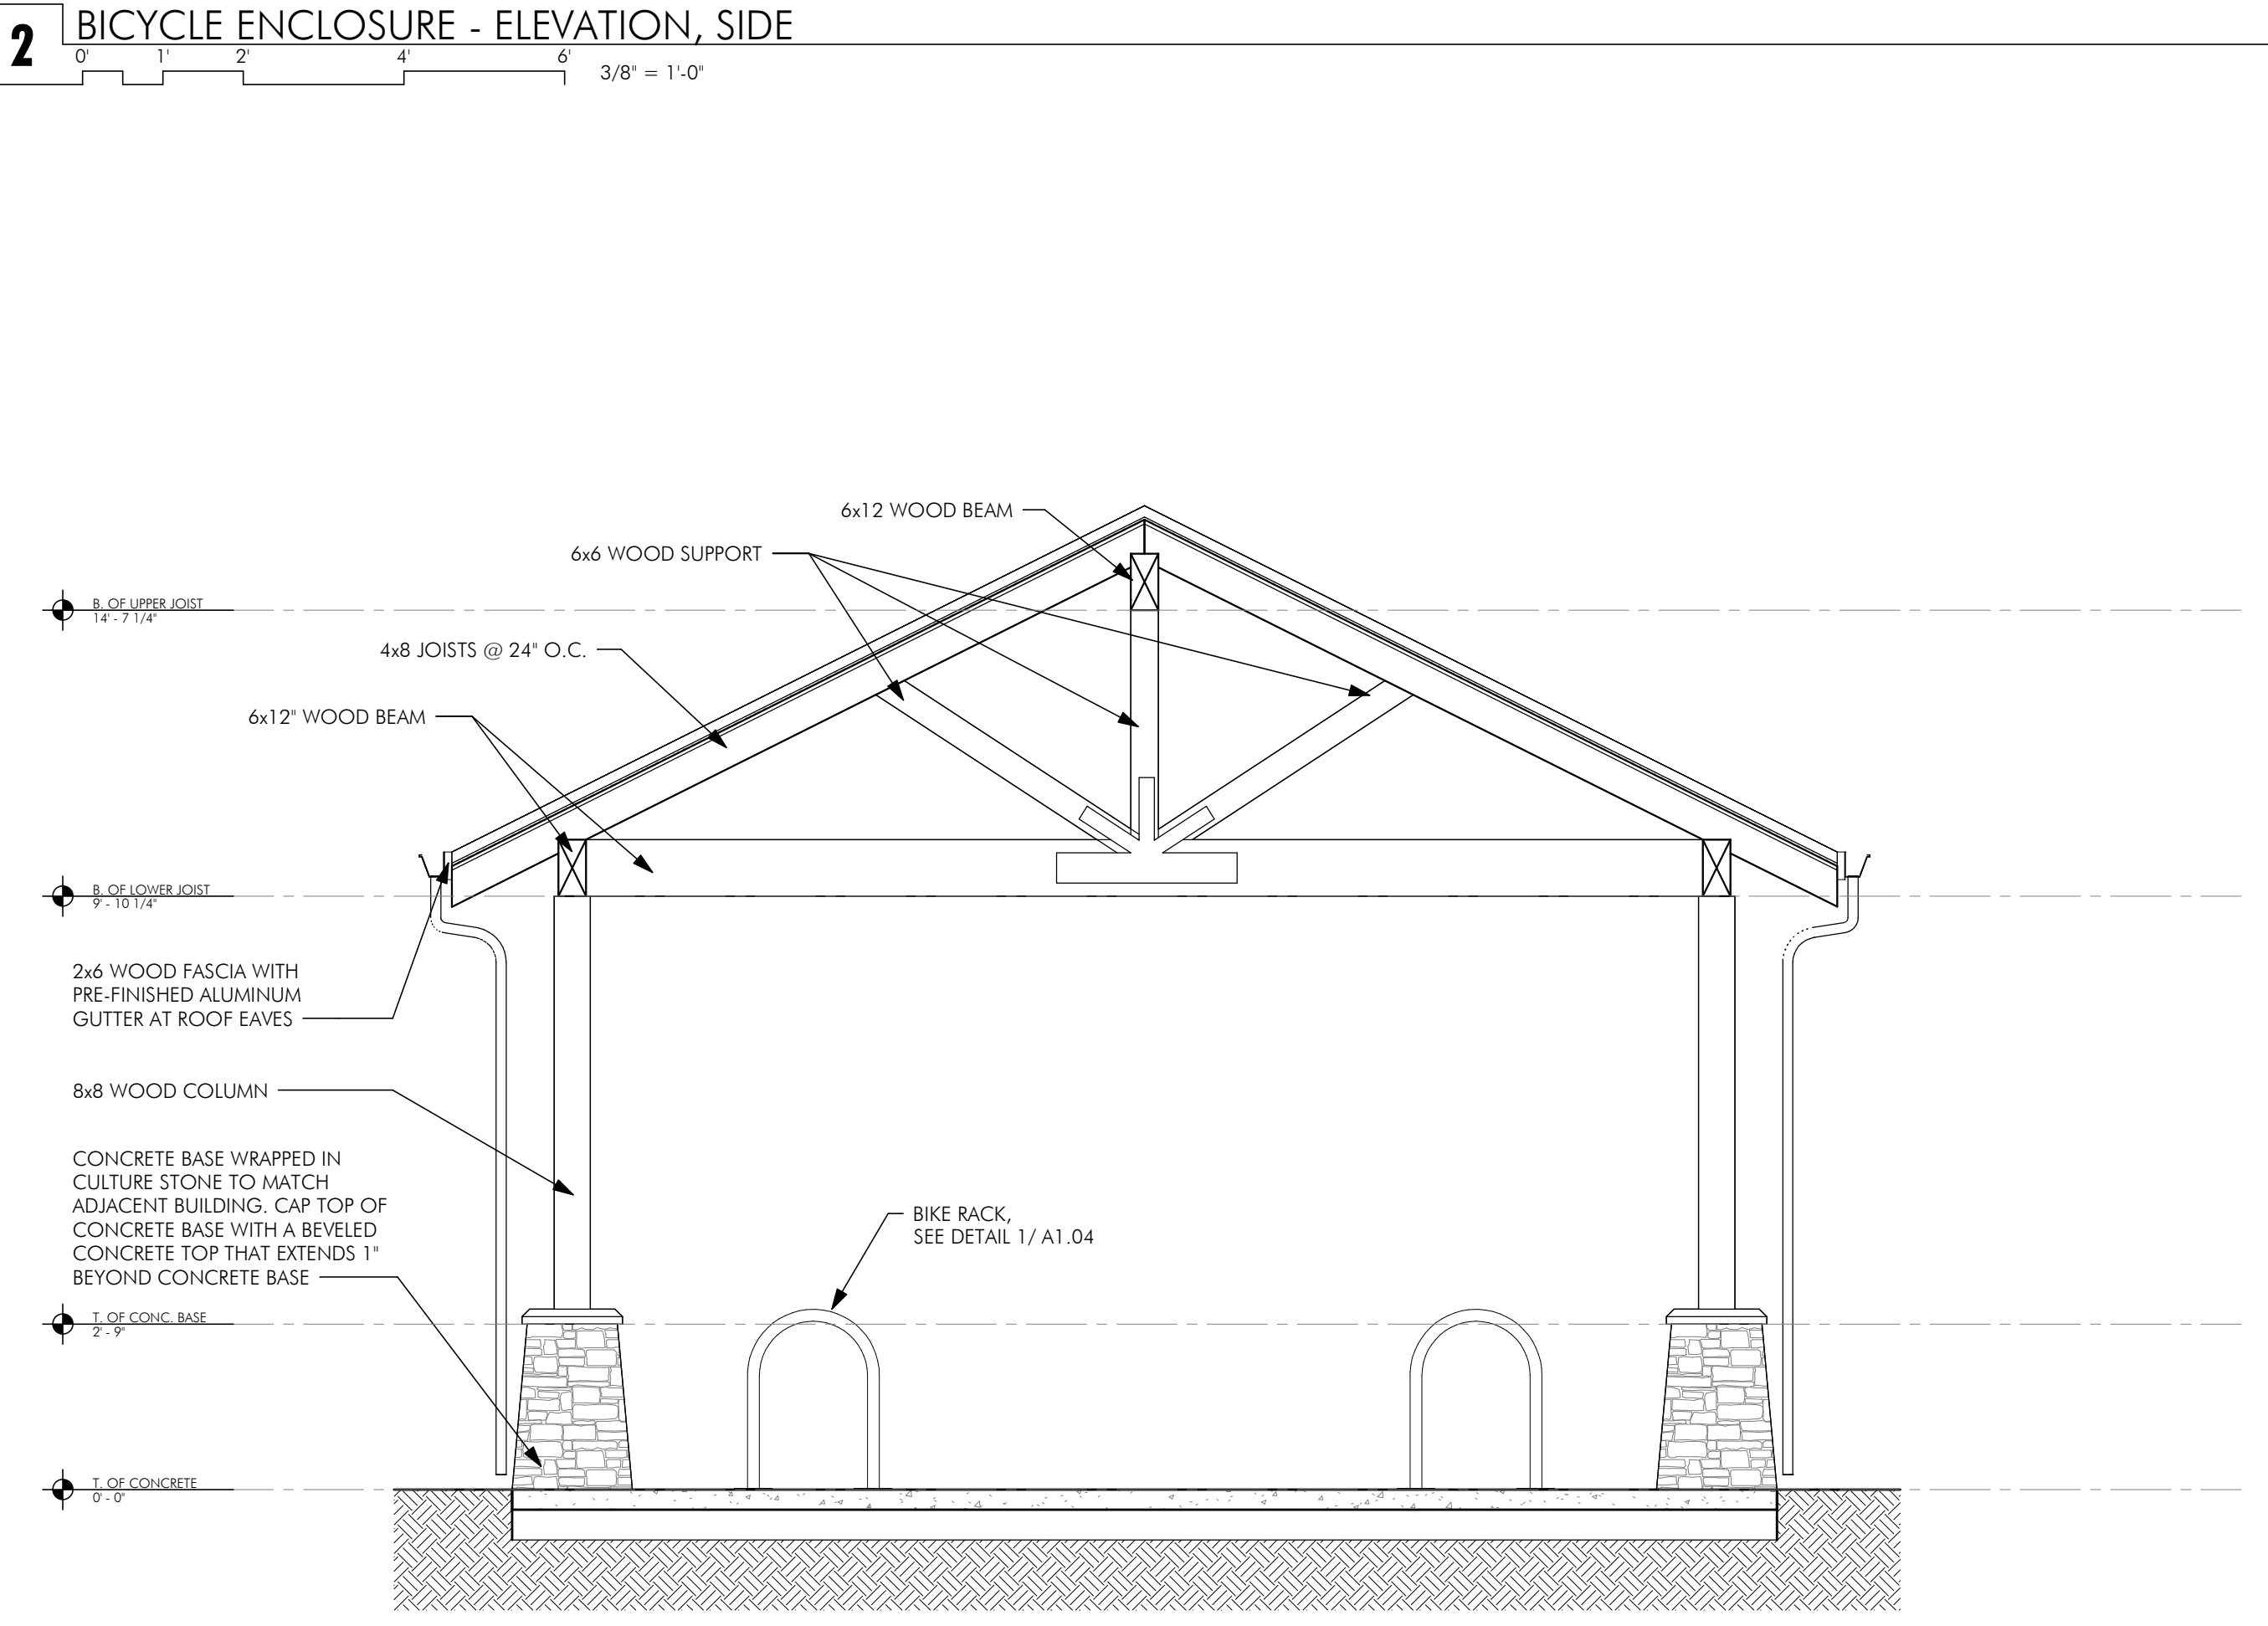 2
BICYCLE ENCLOSURE - ELEVATION, SIDE
0' 1' 2' 4' 6'
3/8" = 1'-0"
6x12 WOOD BEAM
6x6 WOOD SUPPORT
B. OF UPPER JOIST
14' - 7 1/4"
4x8 JOISTS @ 24" O.C.
6x12" WOOD BEAM
B. OF LOWER JOIST
9' - 10 1/4"
2x6 WOOD FASCIA WITH
PRE-FINISHED ALUMINUM
GUTTER AT ROOF EAVES
8x8 WOOD COLUMN
CONCRETE BASE WRAPPED IN
CULTURE STONE TO MATCH
ADJACENT BUILDING. CAP TOP OF
CONCRETE BASE WITH A BEVELED
CONCRETE TOP THAT EXTENDS 1"
BEYOND CONCRETE BASE
BIKE RACK,
SEE DETAIL 1/ A1.04
T. OF CONC. BASE
2' - 9"
T. OF CONCRETE
0' - 0"